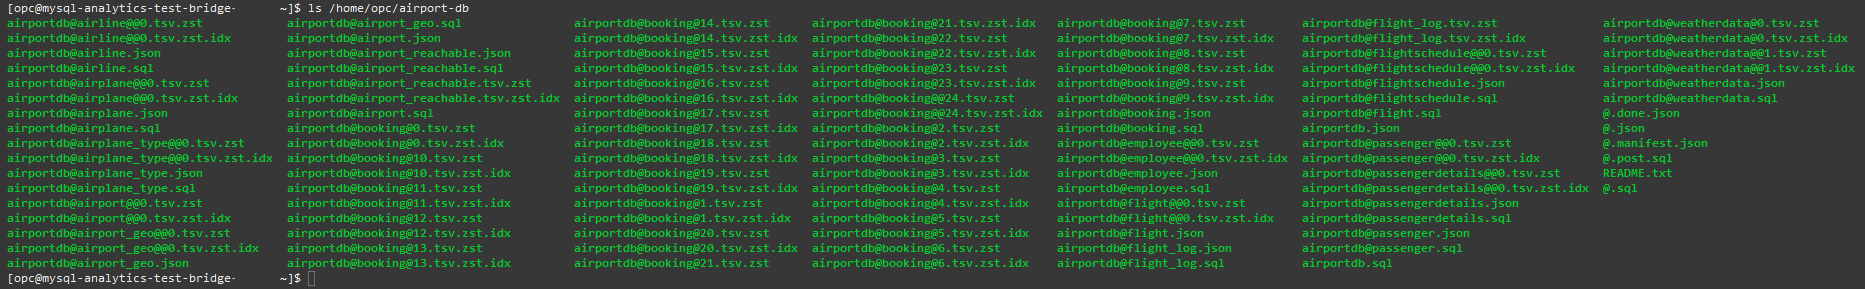 [opc@mysql-analytics-test-bridge- ~]$ ls /home/opc/airport-db
airportdb@airline@@0.tsv.zst airportdb@airport_geo.sql airportdb@booking@14.tsv.zst airportdb@booking@21.tsv.zst.idx airportdb@booking@7.tsv.zst airportdb@flight_log.tsv.zst airportdb@weatherdata@0.tsv.zst
airportdb@airline@@0.tsv.zst.idx airportdb@airport.json airportdb@booking@14.tsv.zst.idx airportdb@booking@22.tsv.zst airportdb@booking@7.tsv.zst.idx airportdb@flight_log.tsv.zst.idx airportdb@weatherdata@0.tsv.zst.idx
airportdb@airline.json airportdb@airport_reachable.json airportdb@booking@15.tsv.zst airportdb@booking@22.tsv.zst.idx airportdb@booking@8.tsv.zst airportdb@flightschedule@@0.tsv.zst airportdb@weatherdata@@1.tsv.zst
airportdb@airline.sql airportdb@airport_reachable.sql airportdb@booking@15.tsv.zst.idx airportdb@booking@23.tsv.zst airportdb@booking@8.tsv.zst.idx airportdb@flightschedule@@0.tsv.zst.idx airportdb@weatherdata@@1.tsv.zst.idx
airportdb@airplane@@0.tsv.zst airportdb@airport_reachable.tsv.zst airportdb@booking@16.tsv.zst airportdb@booking@23.tsv.zst.idx airportdb@booking@9.tsv.zst airportdb@flightschedule.json airportdb@weatherdata.json
airportdb@airplane@@0.tsv.zst.idx airportdb@airport_reachable.tsv.zst.idx airportdb@booking@16.tsv.zst.idx airportdb@booking@@24.tsv.zst airportdb@booking@9.tsv.zst.idx airportdb@flightschedule.sql airportdb@weatherdata.sql
airportdb@airplane.json airportdb@airport.sql airportdb@booking@17.tsv.zst airportdb@booking@@24.tsv.zst.idx airportdb@booking.json airportdb@flight.sql @.done.json
airportdb@airplane.sql airportdb@booking@0.tsv.zst airportdb@booking@17.tsv.zst.idx airportdb@booking@2.tsv.zst airportdb@booking.sql airportdb.json @.json
airportdb@airplane_type@@0.tsv.zst airportdb@booking@0.tsv.zst.idx airportdb@booking@18.tsv.zst airportdb@booking@2.tsv.zst.idx airportdb@employee@@0.tsv.zst airportdb@passenger@@0.tsv.zst @.manifest.json
airportdb@airplane_type@@0.tsv.zst.idx airportdb@booking@10.tsv.zst airportdb@booking@18.tsv.zst.idx airportdb@booking@3.tsv.zst airportdb@employee@@0.tsv.zst.idx airportdb@passenger@@0.tsv.zst.idx @.post.sql
airportdb@airplane_type.json airportdb@booking@10.tsv.zst.idx airportdb@booking@19.tsv.zst airportdb@booking@3.tsv.zst.idx airportdb@employee.json airportdb@passengerdetails@@0.tsv.zst README.txt
airportdb@airplane_type.sql airportdb@booking@11.tsv.zst airportdb@booking@19.tsv.zst.idx airportdb@booking@4.tsv.zst airportdb@employee.sql airportdb@passengerdetails@@0.tsv.zst.idx @.sql
airportdb@airport@@0.tsv.zst airportdb@booking@11.tsv.zst.idx airportdb@booking@1.tsv.zst airportdb@booking@4.tsv.zst.idx airportdb@flight@@0.tsv.zst airportdb@passengerdetails.json
airportdb@airport@@0.tsv.zst.idx airportdb@booking@12.tsv.zst airportdb@booking@1.tsv.zst.idx airportdb@booking@5.tsv.zst airportdb@flight@@0.tsv.zst.idx airportdb@passengerdetails.sql
airportdb@airport_geo@@0.tsv.zst airportdb@booking@12.tsv.zst.idx airportdb@booking@20.tsv.zst airportdb@booking@5.tsv.zst.idx airportdb@flight.json airportdb@passenger.json
airportdb@airport_geo@@0.tsv.zst.idx airportdb@booking@13.tsv.zst airportdb@booking@20.tsv.zst.idx airportdb@booking@6.tsv.zst airportdb@flight_log.json airportdb@passenger.sql
airportdb@airport_geo.json airportdb@booking@13.tsv.zst.idx airportdb@booking@21.tsv.zst airportdb@booking@6.tsv.zst.idx airportdb@flight_log.sql airportdb.sql
[opc@mysql-analytics-test-bridge- ~]$